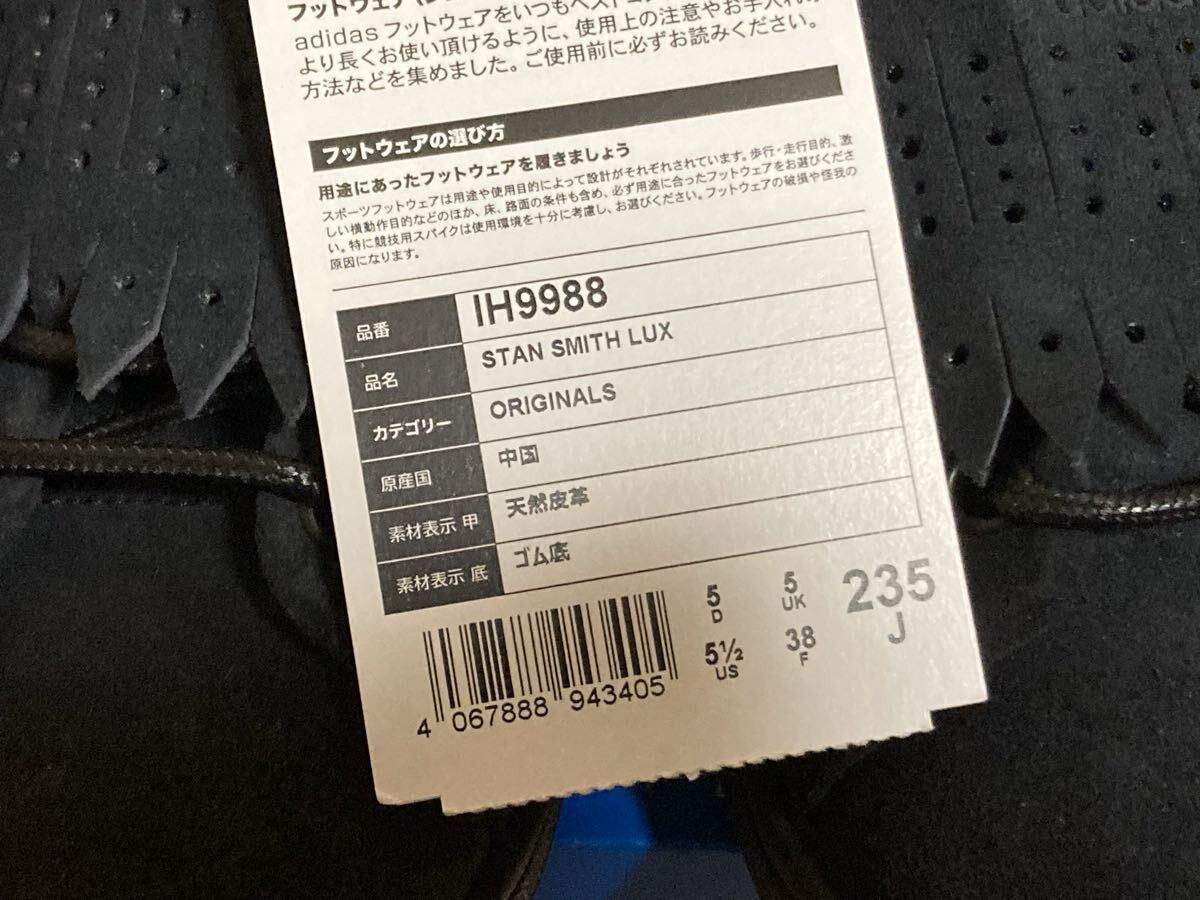 フットウェア
adidas フットウェアをいつもベスト
より長くお使い頂けるように、使用上の注意やお手入れ
方法などを集めました。ご使用前に必ずお読みください。
フットウェアの選び方
用途にあったフットウェアを履きましょう
スポーツフットウェアは用途や使用目的によって設計がそれぞれされています。歩行・走行目的、激
しい横動作目的などのほか、床、路面の条件も含め、必ず用途に合ったフットウェアをお選びくださ
い。特に競技用スパイクは使用環境を十分に考慮し、お選びください。フットウェアの破損や怪我の
原因になります。
品番 IH9988
品名 STAN SMITH LUX
カテゴリー ORIGINALS
原産国 中国
素材表示 甲 天然皮革
素材表示 底 ゴム底
5 D 5 UK 235 J
5½ US 38 F
4 067888 943405